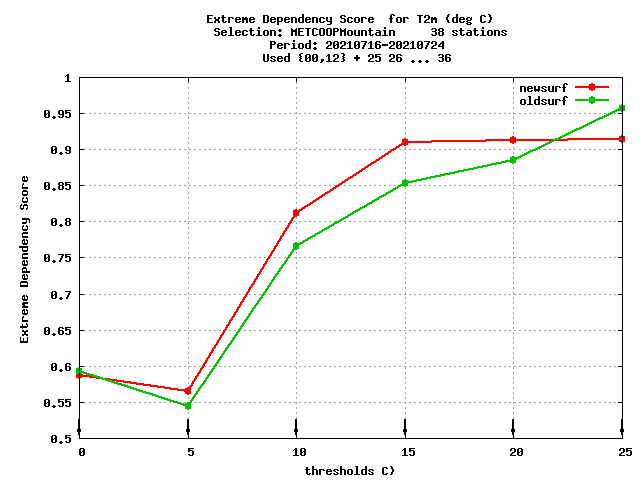 Extreme Dependency Score  for T2m (deg C)
Selection: METCOOPMountain     38 stations
Period: 20210716-20210724
Used {00,12} + 25 26 ... 36
newsurf
oldsurf
1
0.95
0.9
0.85
0.8
0.75
0.7
0.65
0.6
0.55
0.5
Extreme Dependency Score
0 5 10 15 20 25
thresholds C)